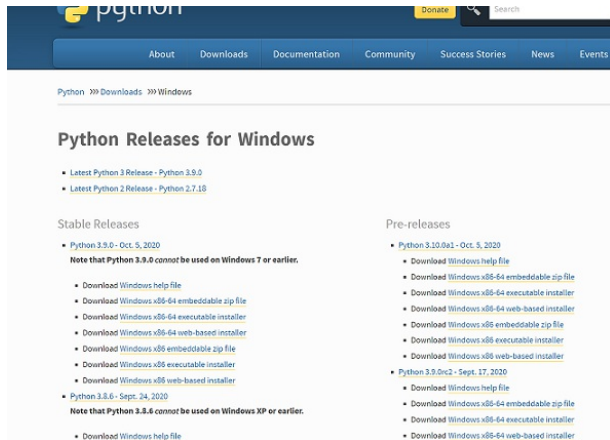 python
Donate
Search
About Downloads Documentation Community Success Stories News Events
Python >>> Downloads >>> Windows
Python Releases for Windows
Latest Python 3 Release - Python 3.9.0
Latest Python 2 Release - Python 2.7.18
Stable Releases
Python 3.9.0 - Oct. 5, 2020
Note that Python 3.9.0 cannot be used on Windows 7 or earlier.
Download Windows help file
Download Windows x86-64 embeddable zip file
Download Windows x86-64 executable installer
Download Windows x86-64 web-based installer
Download Windows x86 embeddable zip file
Download Windows x86 executable installer
Download Windows x86 web-based installer
Python 3.8.6 - Sept. 24, 2020
Note that Python 3.8.6 cannot be used on Windows XP or earlier.
Download Windows help file
Pre-releases
Python 3.10.0a1 - Oct. 5, 2020
Download Windows help file
Download Windows x86-64 embeddable zip file
Download Windows x86-64 executable installer
Download Windows x86-64 web-based installer
Download Windows x86 embeddable zip file
Download Windows x86 executable installer
Download Windows x86 web-based installer
Python 3.9.0rc2 - Sept. 17, 2020
Download Windows help file
Download Windows x86-64 embeddable zip file
Download Windows x86-64 executable installer
Download Windows x86-64 web-based installer